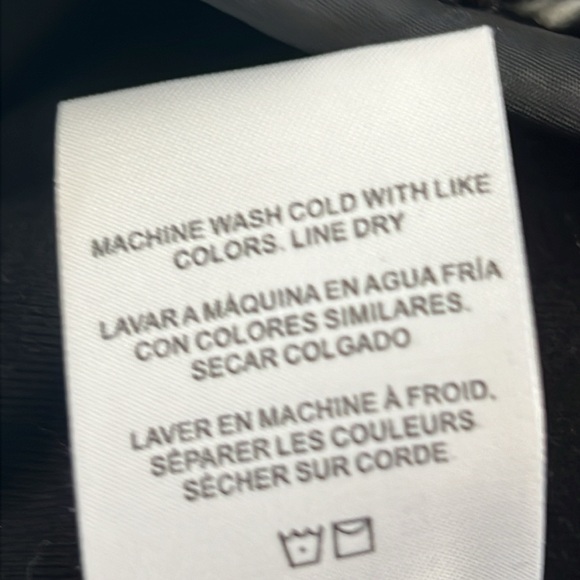 MACHINE WASH COLD WITH LIKE
COLORS. LINE DRY
LAVAR A MÁQUINA EN AGUA FRÍA
CON COLORES SIMILARES.
SECAR COLGADO
LAVER EN MACHINE À FROID.
SÉPARER LES COULEURS
SÉCHER SUR CORDE